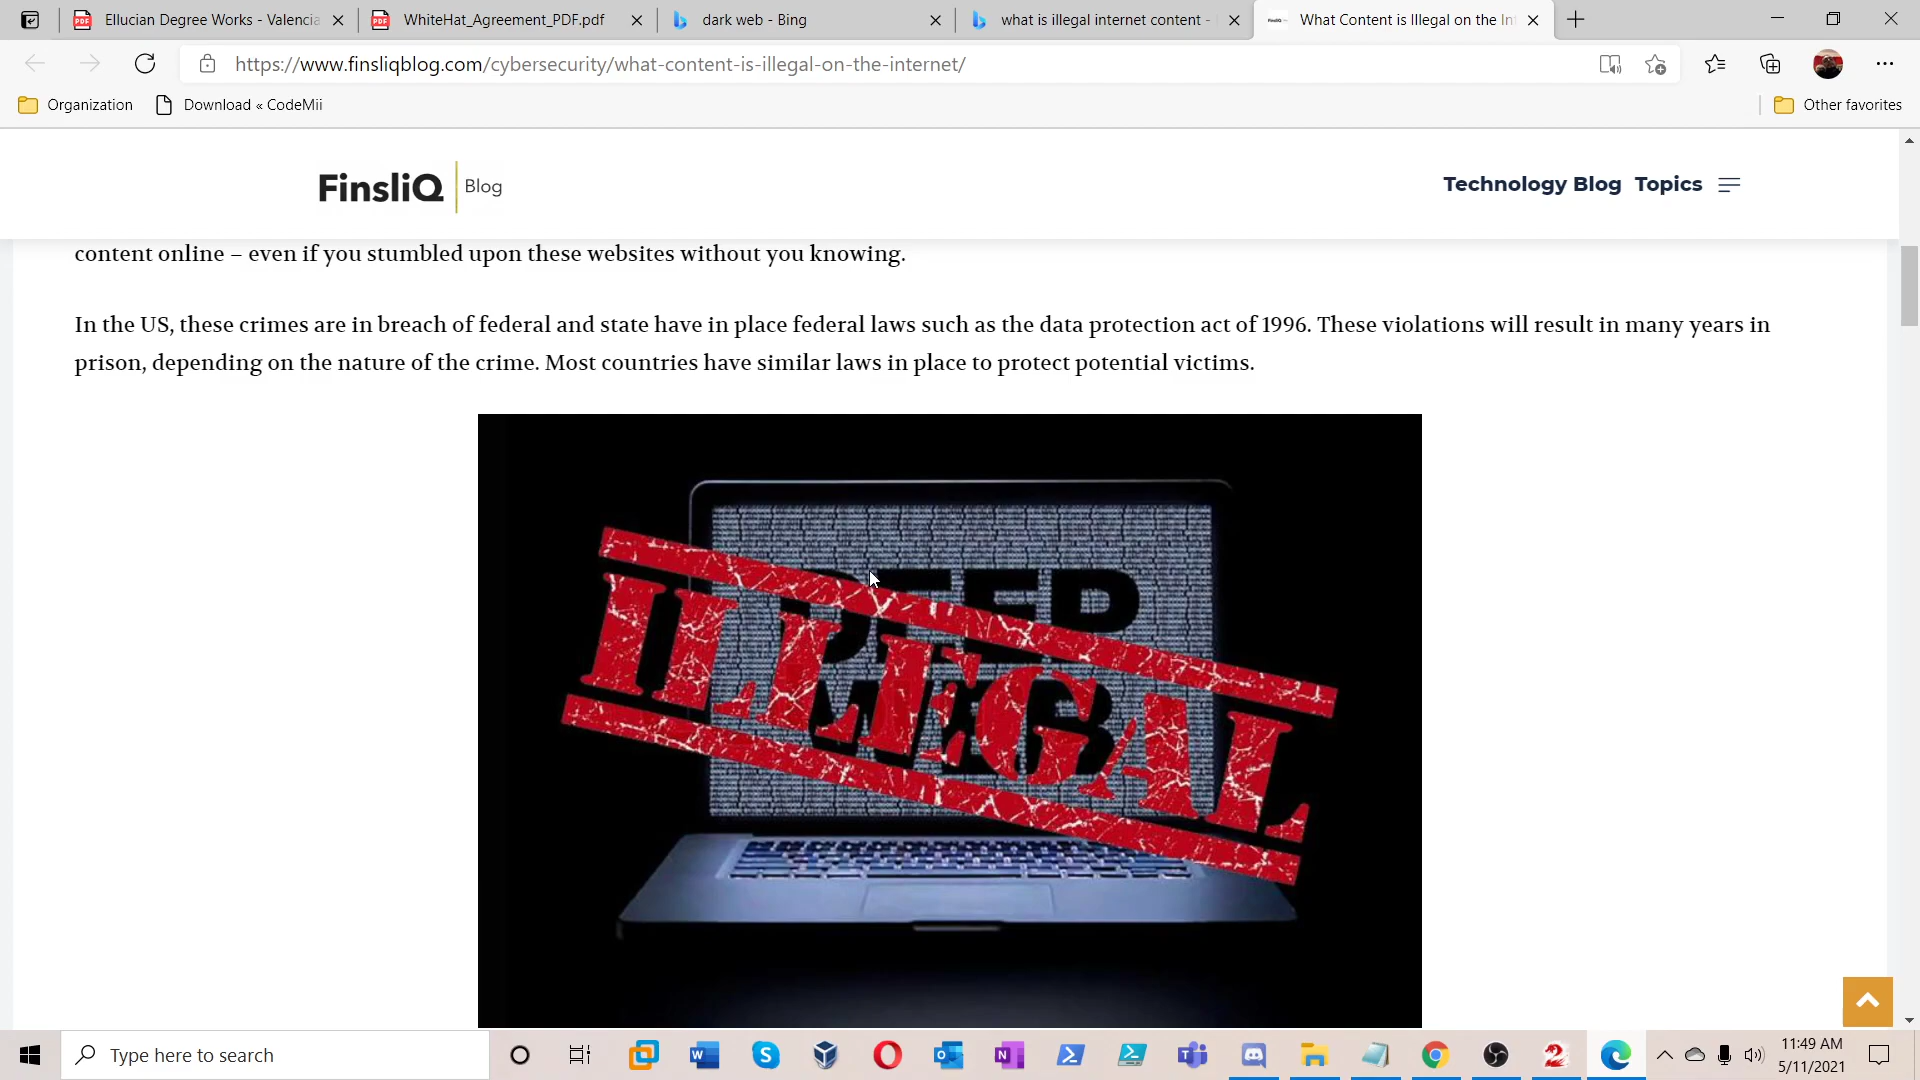 Ellucian Degree Works - Valencia
WhiteHat_Agreement_PDF.pdf
dark web - Bing
what is illegal internet content -
What Content is Illegal on the In
https://www.finsliqblog.com/cybersecurity/what-content-is-illegal-on-the-internet/
Organization
Download « CodeMii
Other favorites
FinsliQ Blog
Technology Blog Topics
content online – even if you stumbled upon these websites without you knowing.
In the US, these crimes are in breach of federal and state have in place federal laws such as the data protection act of 1996. These violations will result in many years in
prison, depending on the nature of the crime. Most countries have similar laws in place to protect potential victims.
DEEP
WEB
ILLEGAL
Type here to search
11:49 AM
5/11/2021